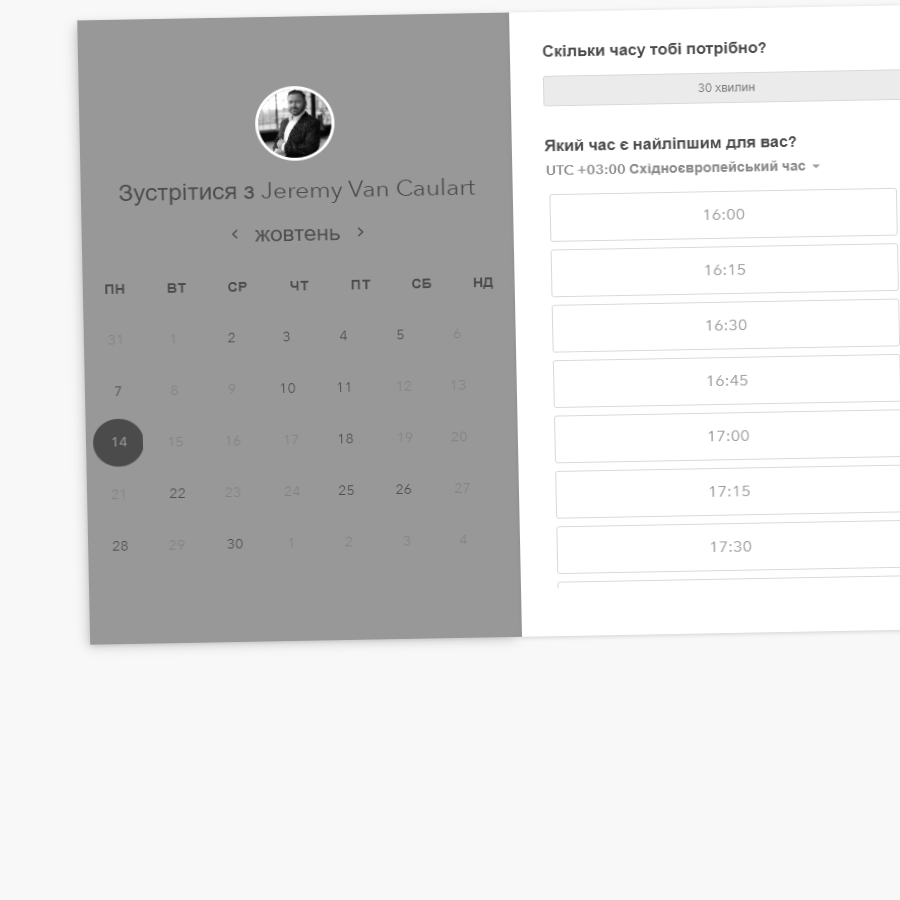 Зустрітися з Jeremy Van Caulart
жовтень
ПН ВТ СР ЧТ ПТ СБ НД
31 1 2 3 4 5 6
7 8 9 10 11 12 13
14 15 16 17 18 19 20
21 22 23 24 25 26 27
28 29 30 1 2 3 4
Скільки часу тобі потрібно?
30 хвилин
Який час є найліпшим для вас?
UTC +03:00 Східноєвропейський час
16:00
16:15
16:30
16:45
17:00
17:15
17:30